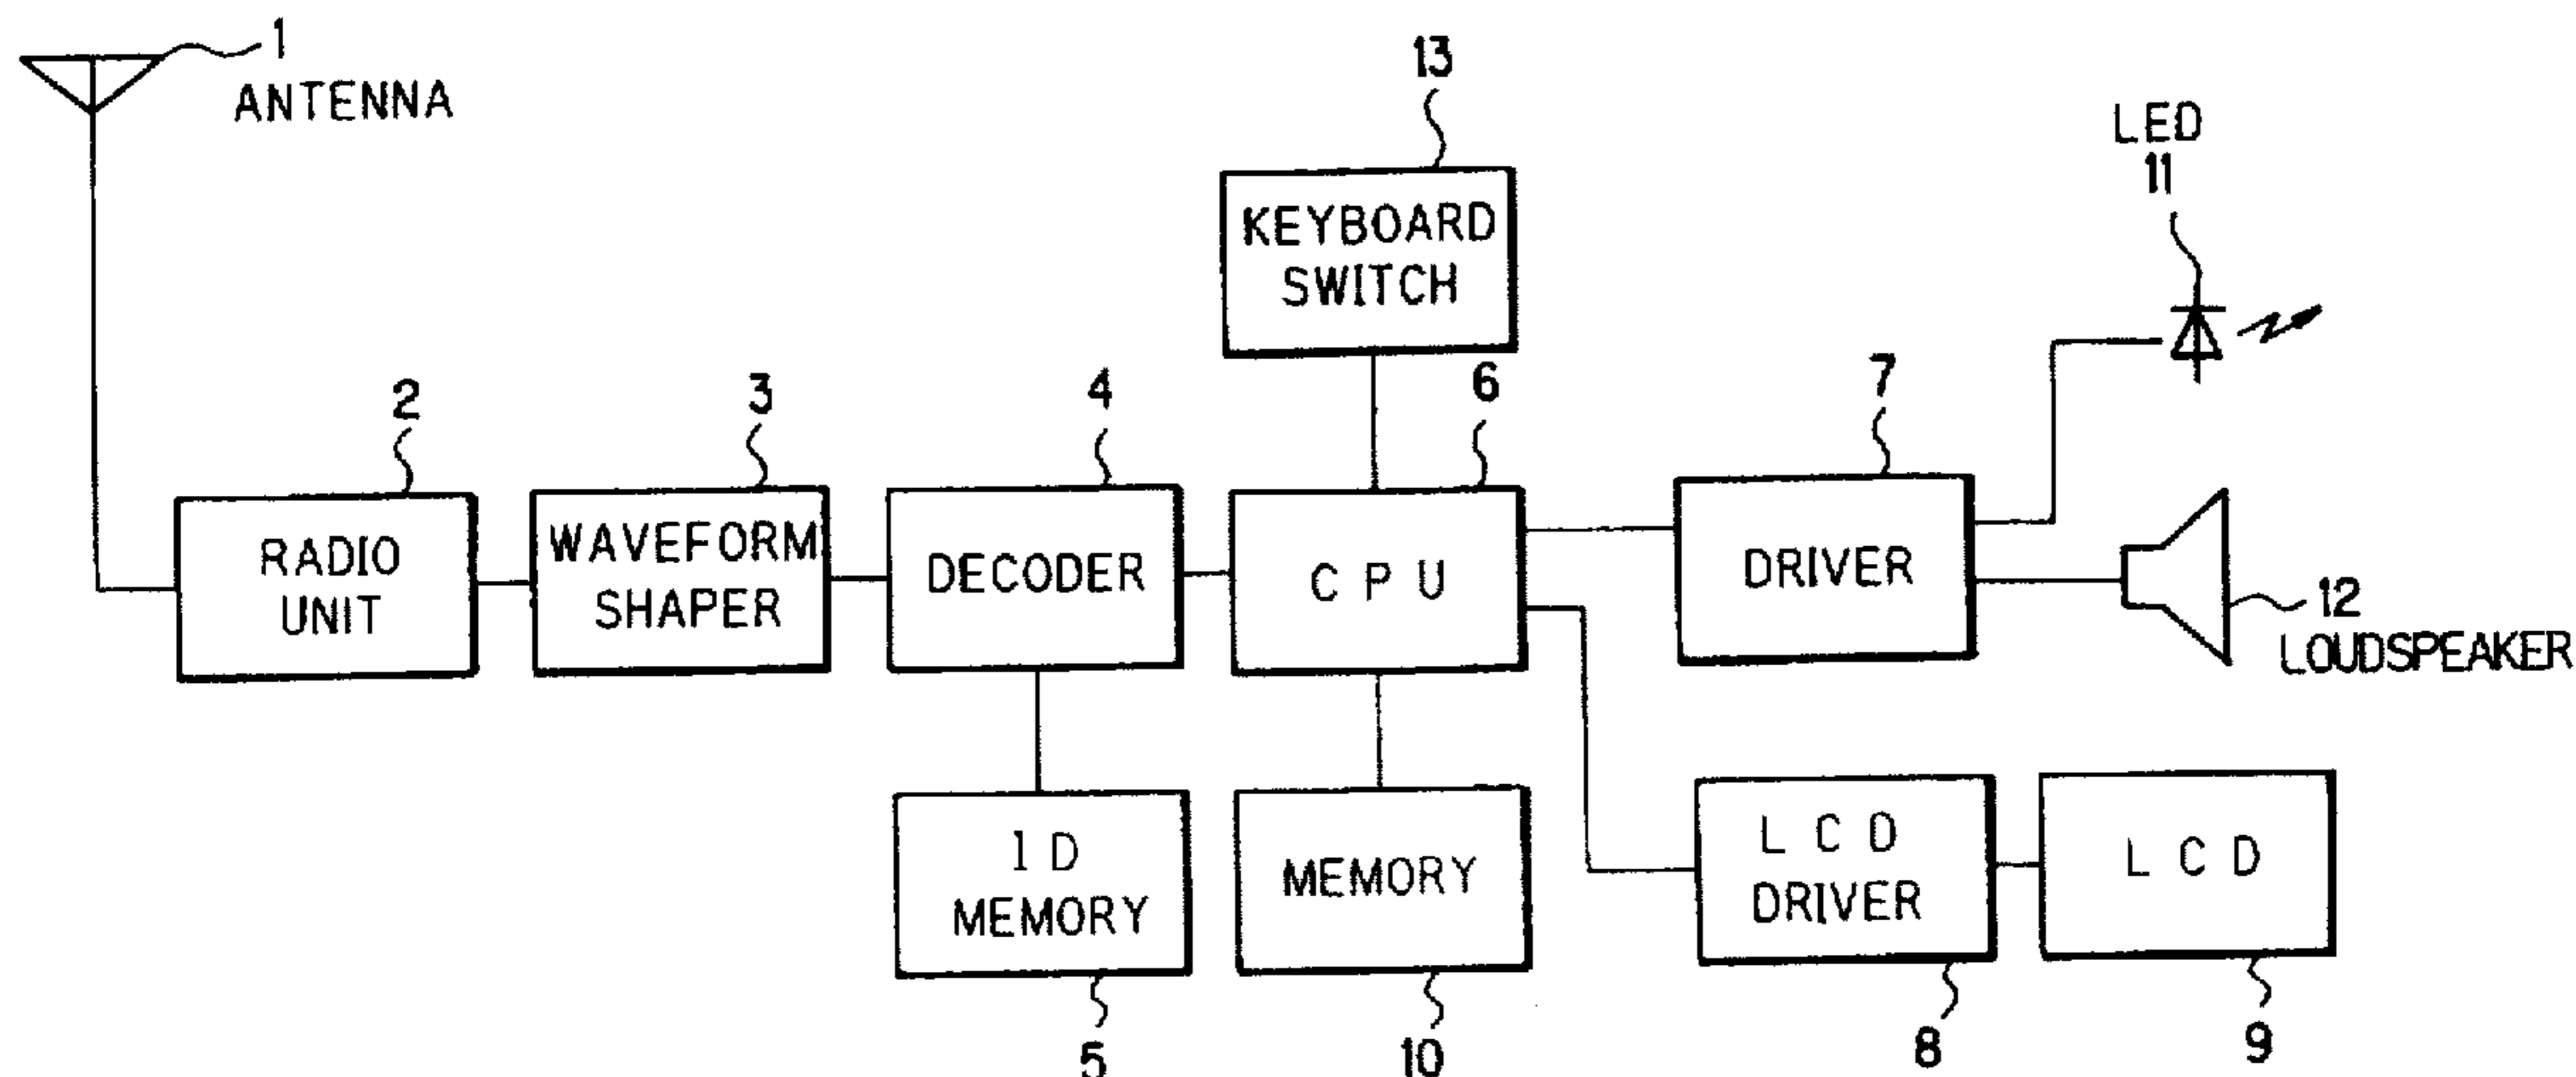 1
ANTENNA
13
KEYBOARD
SWITCH
LED
11
2
RADIO
UNIT
3
WAVEFORM
SHAPER
4
DECODER
6
C P U
7
DRIVER
12
LOUDSPEAKER
I D
MEMORY
5
MEMORY
10
L C D
DRIVER
8
L C D
9